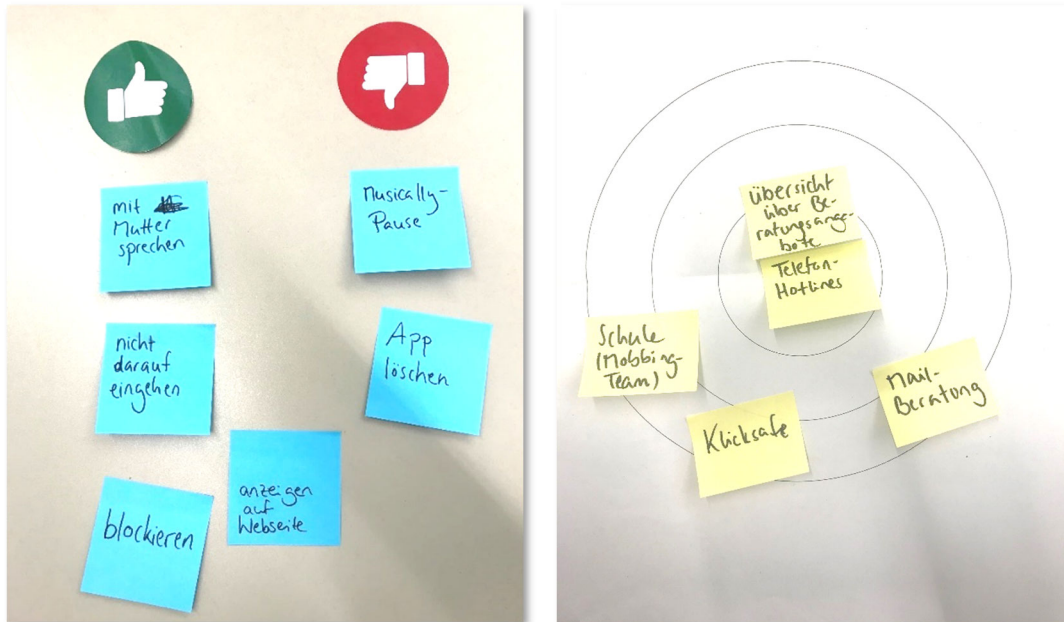 mit
Mutter
sprechen
nicht
darauf
eingehen
blockieren
anzeigen
auf
Webseite
Musically-
Pause
App
löschen
Übersicht
über Be-
ratungsange-
bote
Telefon-
Hotlines
Schule
(Mobbing-
Team)
Klicksafe
Mail-
Beratung